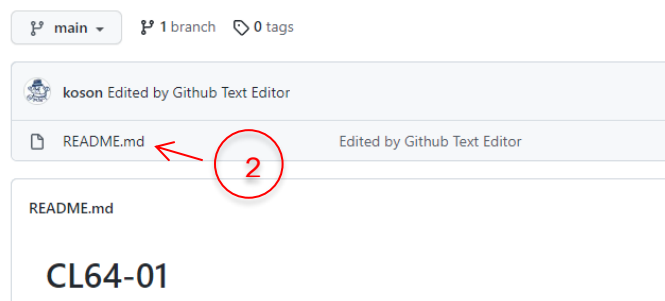 main 1 branch 0 tags
koson Edited by Github Text Editor
README.md Edited by Github Text Editor
2
README.md
CL64-01